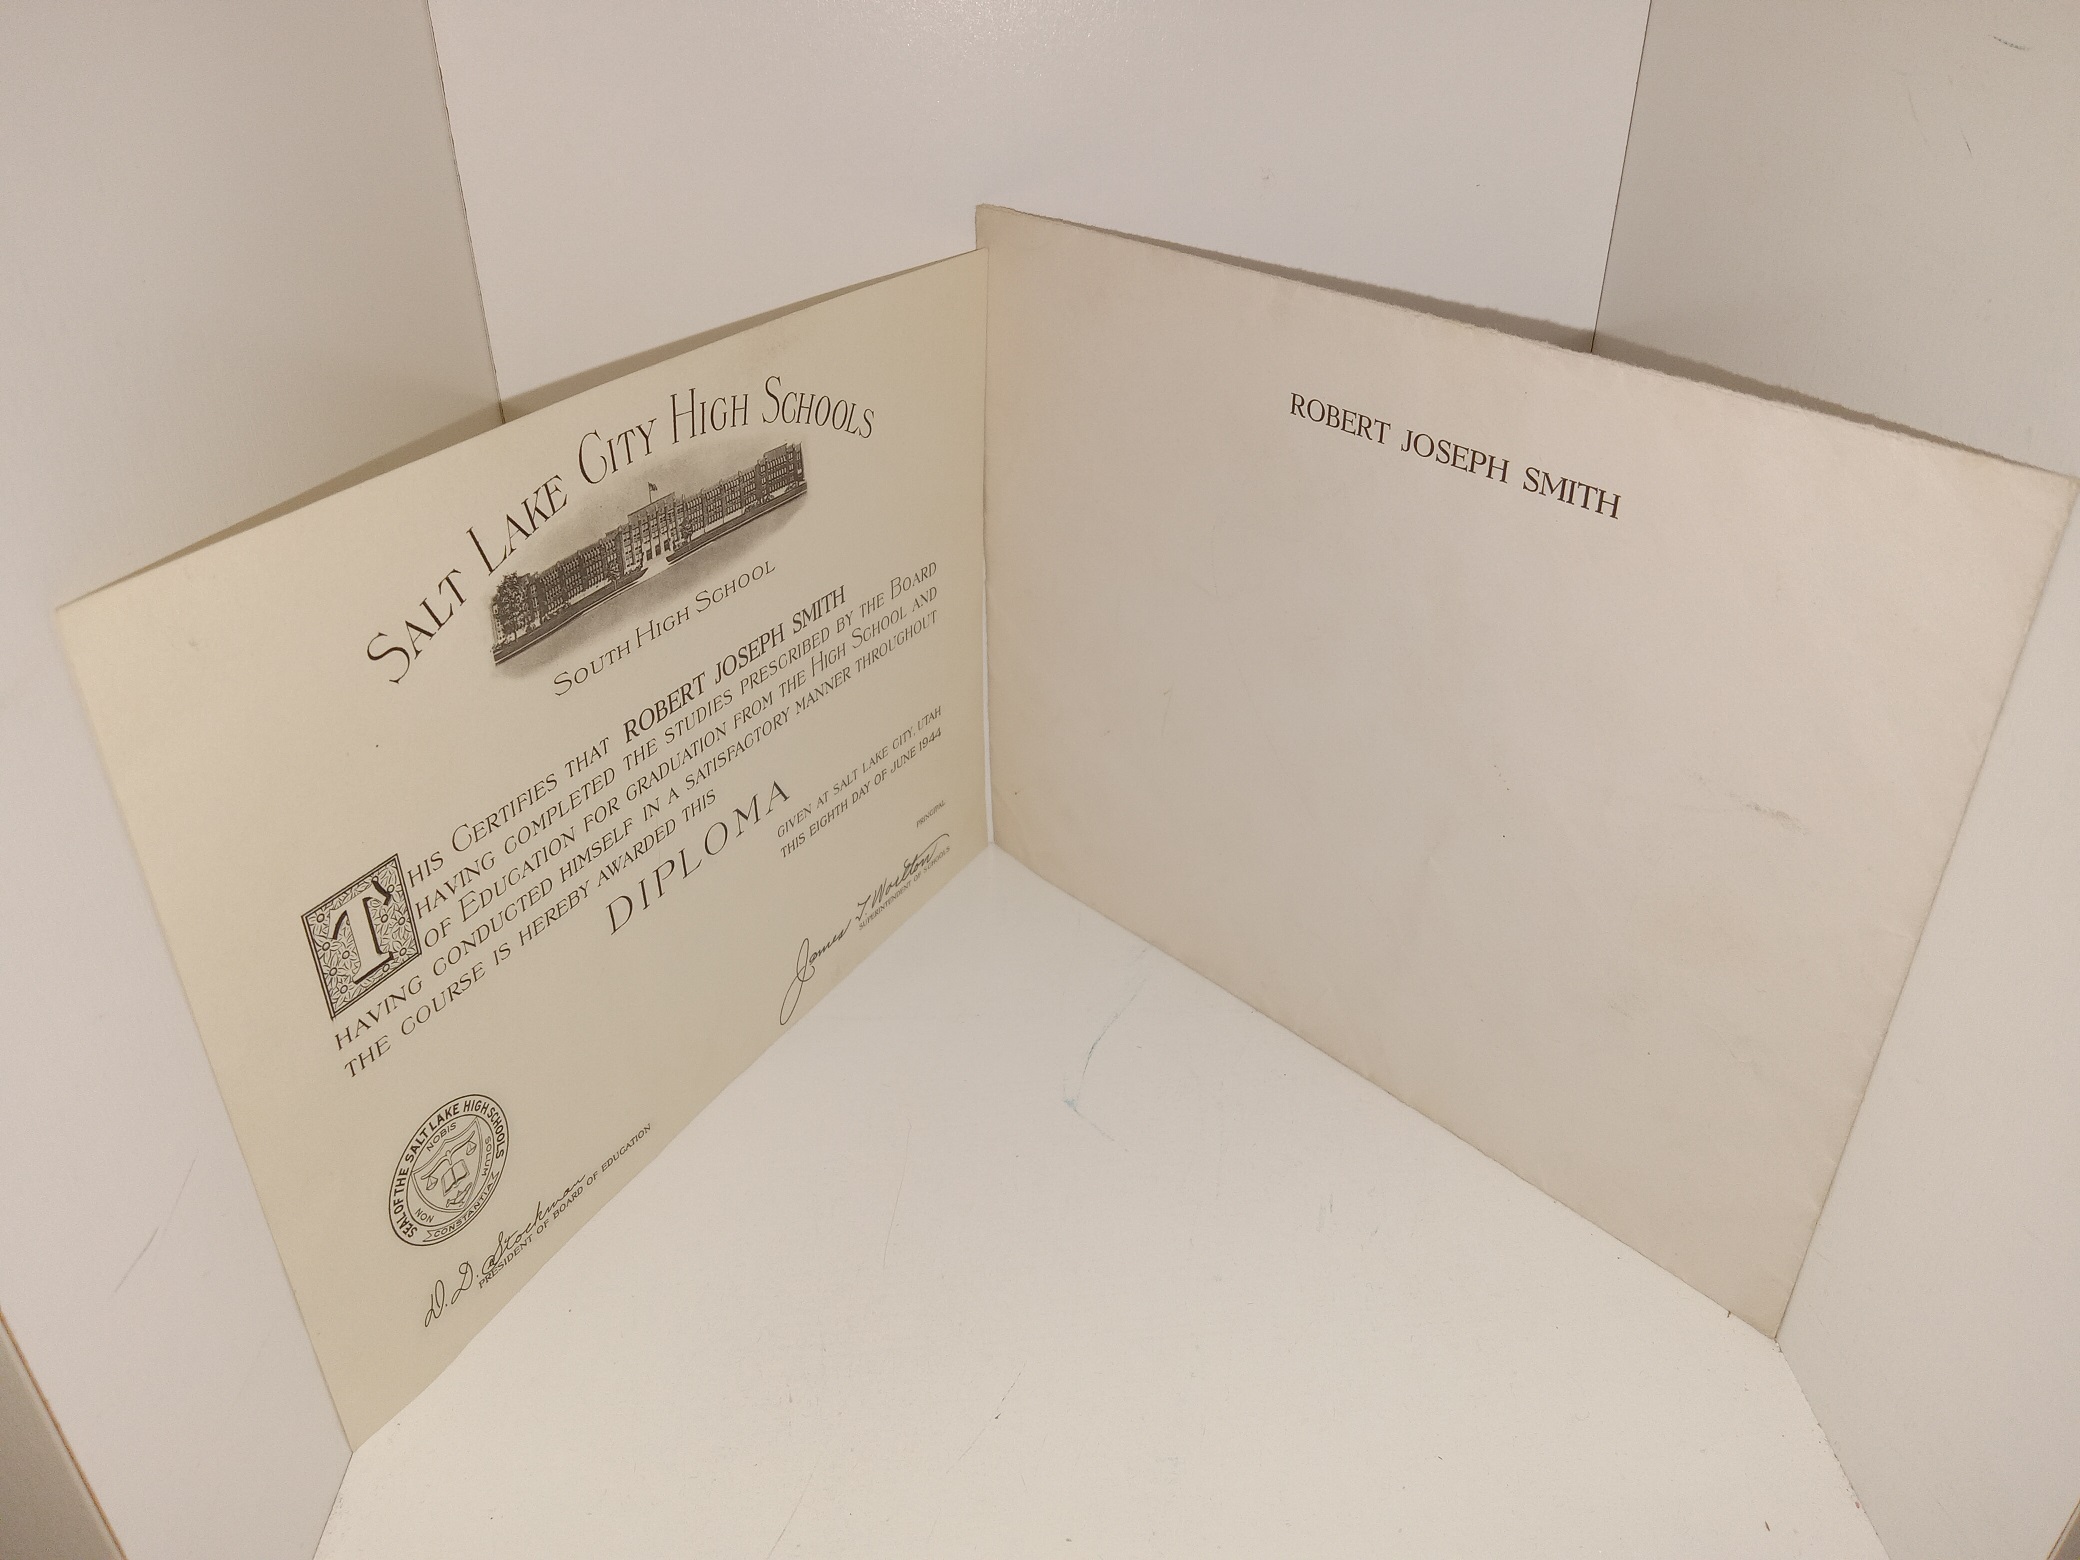 SALT LAKE CITY HIGH SCHOOLS
SOUTH HIGH SCHOOL
THIS CERTIFIES THAT ROBERT JOSEPH SMITH
HAVING COMPLETED THE STUDIES PRESCRIBED BY THE BOARD
OF EDUCATION FOR GRADUATION FROM THE HIGH SCHOOL AND
HAVING CONDUCTED HIMSELF IN A SATISFACTORY MANNER THROUGHOUT
THE COURSE IS HEREBY AWARDED THIS
DIPLOMA
GIVEN AT SALT LAKE CITY, UTAH
THIS EIGHTH DAY OF JUNE 1944
PRINCIPAL
James T. Worlton
SUPERINTENDENT OF SCHOOLS
SEAL OF THE SALT LAKE HIGH SCHOOLS
NON NOBIS SOLUM
CONSTANTIA
D. D. Stockman
PRESIDENT OF BOARD OF EDUCATION
ROBERT JOSEPH SMITH